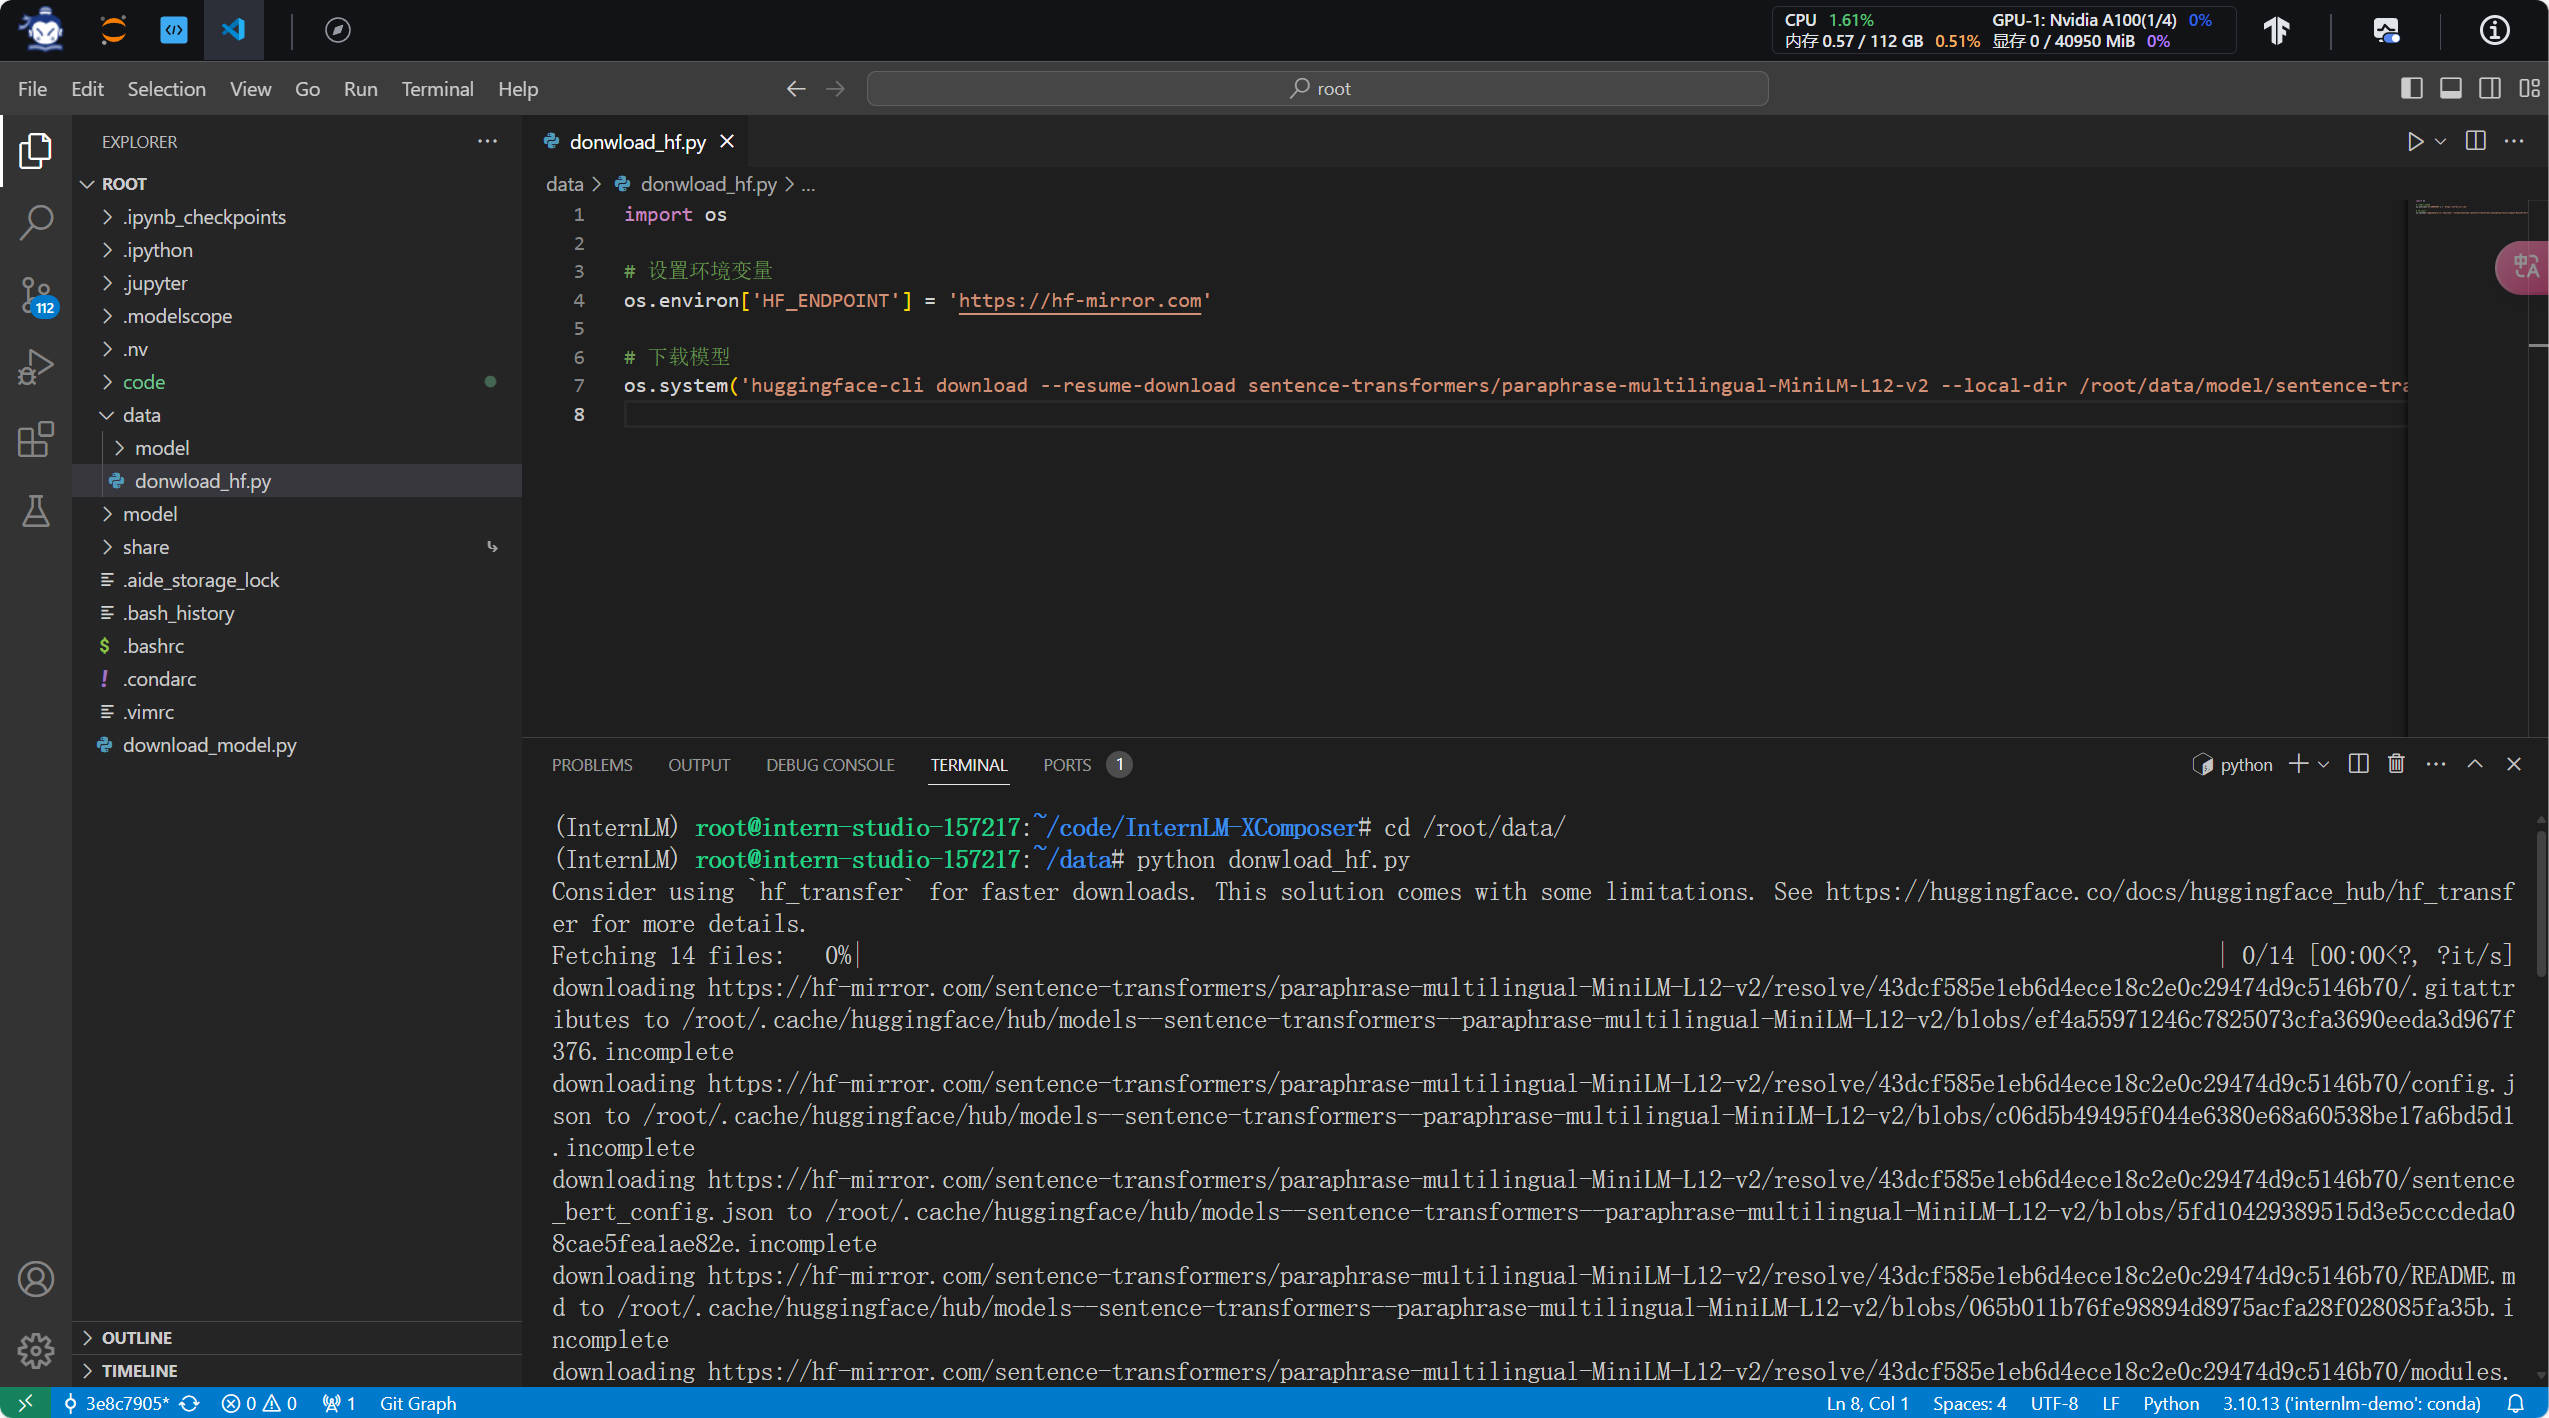 CPU 1.61% GPU-1: Nvidia A100(1/4) 0%
内存 0.57 / 112 GB 0.51% 显存 0 / 40950 MiB 0%
File Edit Selection View Go Run Terminal Help
root
EXPLORER
ROOT
.ipynb_checkpoints
.ipython
.jupyter
.modelscope
.nv
code
data
model
donwload_hf.py
model
share
.aide_storage_lock
.bash_history
.bashrc
.condarc
.vimrc
download_model.py
OUTLINE
TIMELINE
112
donwload_hf.py
data > donwload_hf.py > ...
1 import os
2
3 # 设置环境变量
4 os.environ['HF_ENDPOINT'] = 'https://hf-mirror.com'
5
6 # 下载模型
7 os.system('huggingface-cli download --resume-download sentence-transformers/paraphrase-multilingual-MiniLM-L12-v2 --local-dir /root/data/model/sentence-tra
8
中A
PROBLEMS OUTPUT DEBUG CONSOLE TERMINAL PORTS 1
python
(InternLM) root@intern-studio-157217:~/code/InternLM-XComposer# cd /root/data/
(InternLM) root@intern-studio-157217:~/data# python donwload_hf.py
Consider using `hf_transfer` for faster downloads. This solution comes with some limitations. See https://huggingface.co/docs/huggingface_hub/hf_transf
er for more details.
Fetching 14 files: 0%| | 0/14 [00:00<?, ?it/s]
downloading https://hf-mirror.com/sentence-transformers/paraphrase-multilingual-MiniLM-L12-v2/resolve/43dcf585e1eb6d4ece18c2e0c29474d9c5146b70/.gitattr
ibutes to /root/.cache/huggingface/hub/models--sentence-transformers--paraphrase-multilingual-MiniLM-L12-v2/blobs/ef4a55971246c7825073cfa3690eeda3d967f
376.incomplete
downloading https://hf-mirror.com/sentence-transformers/paraphrase-multilingual-MiniLM-L12-v2/resolve/43dcf585e1eb6d4ece18c2e0c29474d9c5146b70/config.j
son to /root/.cache/huggingface/hub/models--sentence-transformers--paraphrase-multilingual-MiniLM-L12-v2/blobs/c06d5b49495f044e6380e68a60538be17a6bd5d1
.incomplete
downloading https://hf-mirror.com/sentence-transformers/paraphrase-multilingual-MiniLM-L12-v2/resolve/43dcf585e1eb6d4ece18c2e0c29474d9c5146b70/sentence
_bert_config.json to /root/.cache/huggingface/hub/models--sentence-transformers--paraphrase-multilingual-MiniLM-L12-v2/blobs/5fd10429389515d3e5cccdeda0
8cae5fea1ae82e.incomplete
downloading https://hf-mirror.com/sentence-transformers/paraphrase-multilingual-MiniLM-L12-v2/resolve/43dcf585e1eb6d4ece18c2e0c29474d9c5146b70/README.m
d to /root/.cache/huggingface/hub/models--sentence-transformers--paraphrase-multilingual-MiniLM-L12-v2/blobs/065b011b76fe98894d8975acfa28f028085fa35b.i
ncomplete
downloading https://hf-mirror.com/sentence-transformers/paraphrase-multilingual-MiniLM-L12-v2/resolve/43dcf585e1eb6d4ece18c2e0c29474d9c5146b70/modules.
3e8c7905* 0 0 1 Git Graph Ln 8, Col 1 Spaces: 4 UTF-8 LF Python 3.10.13 ('internlm-demo': conda)